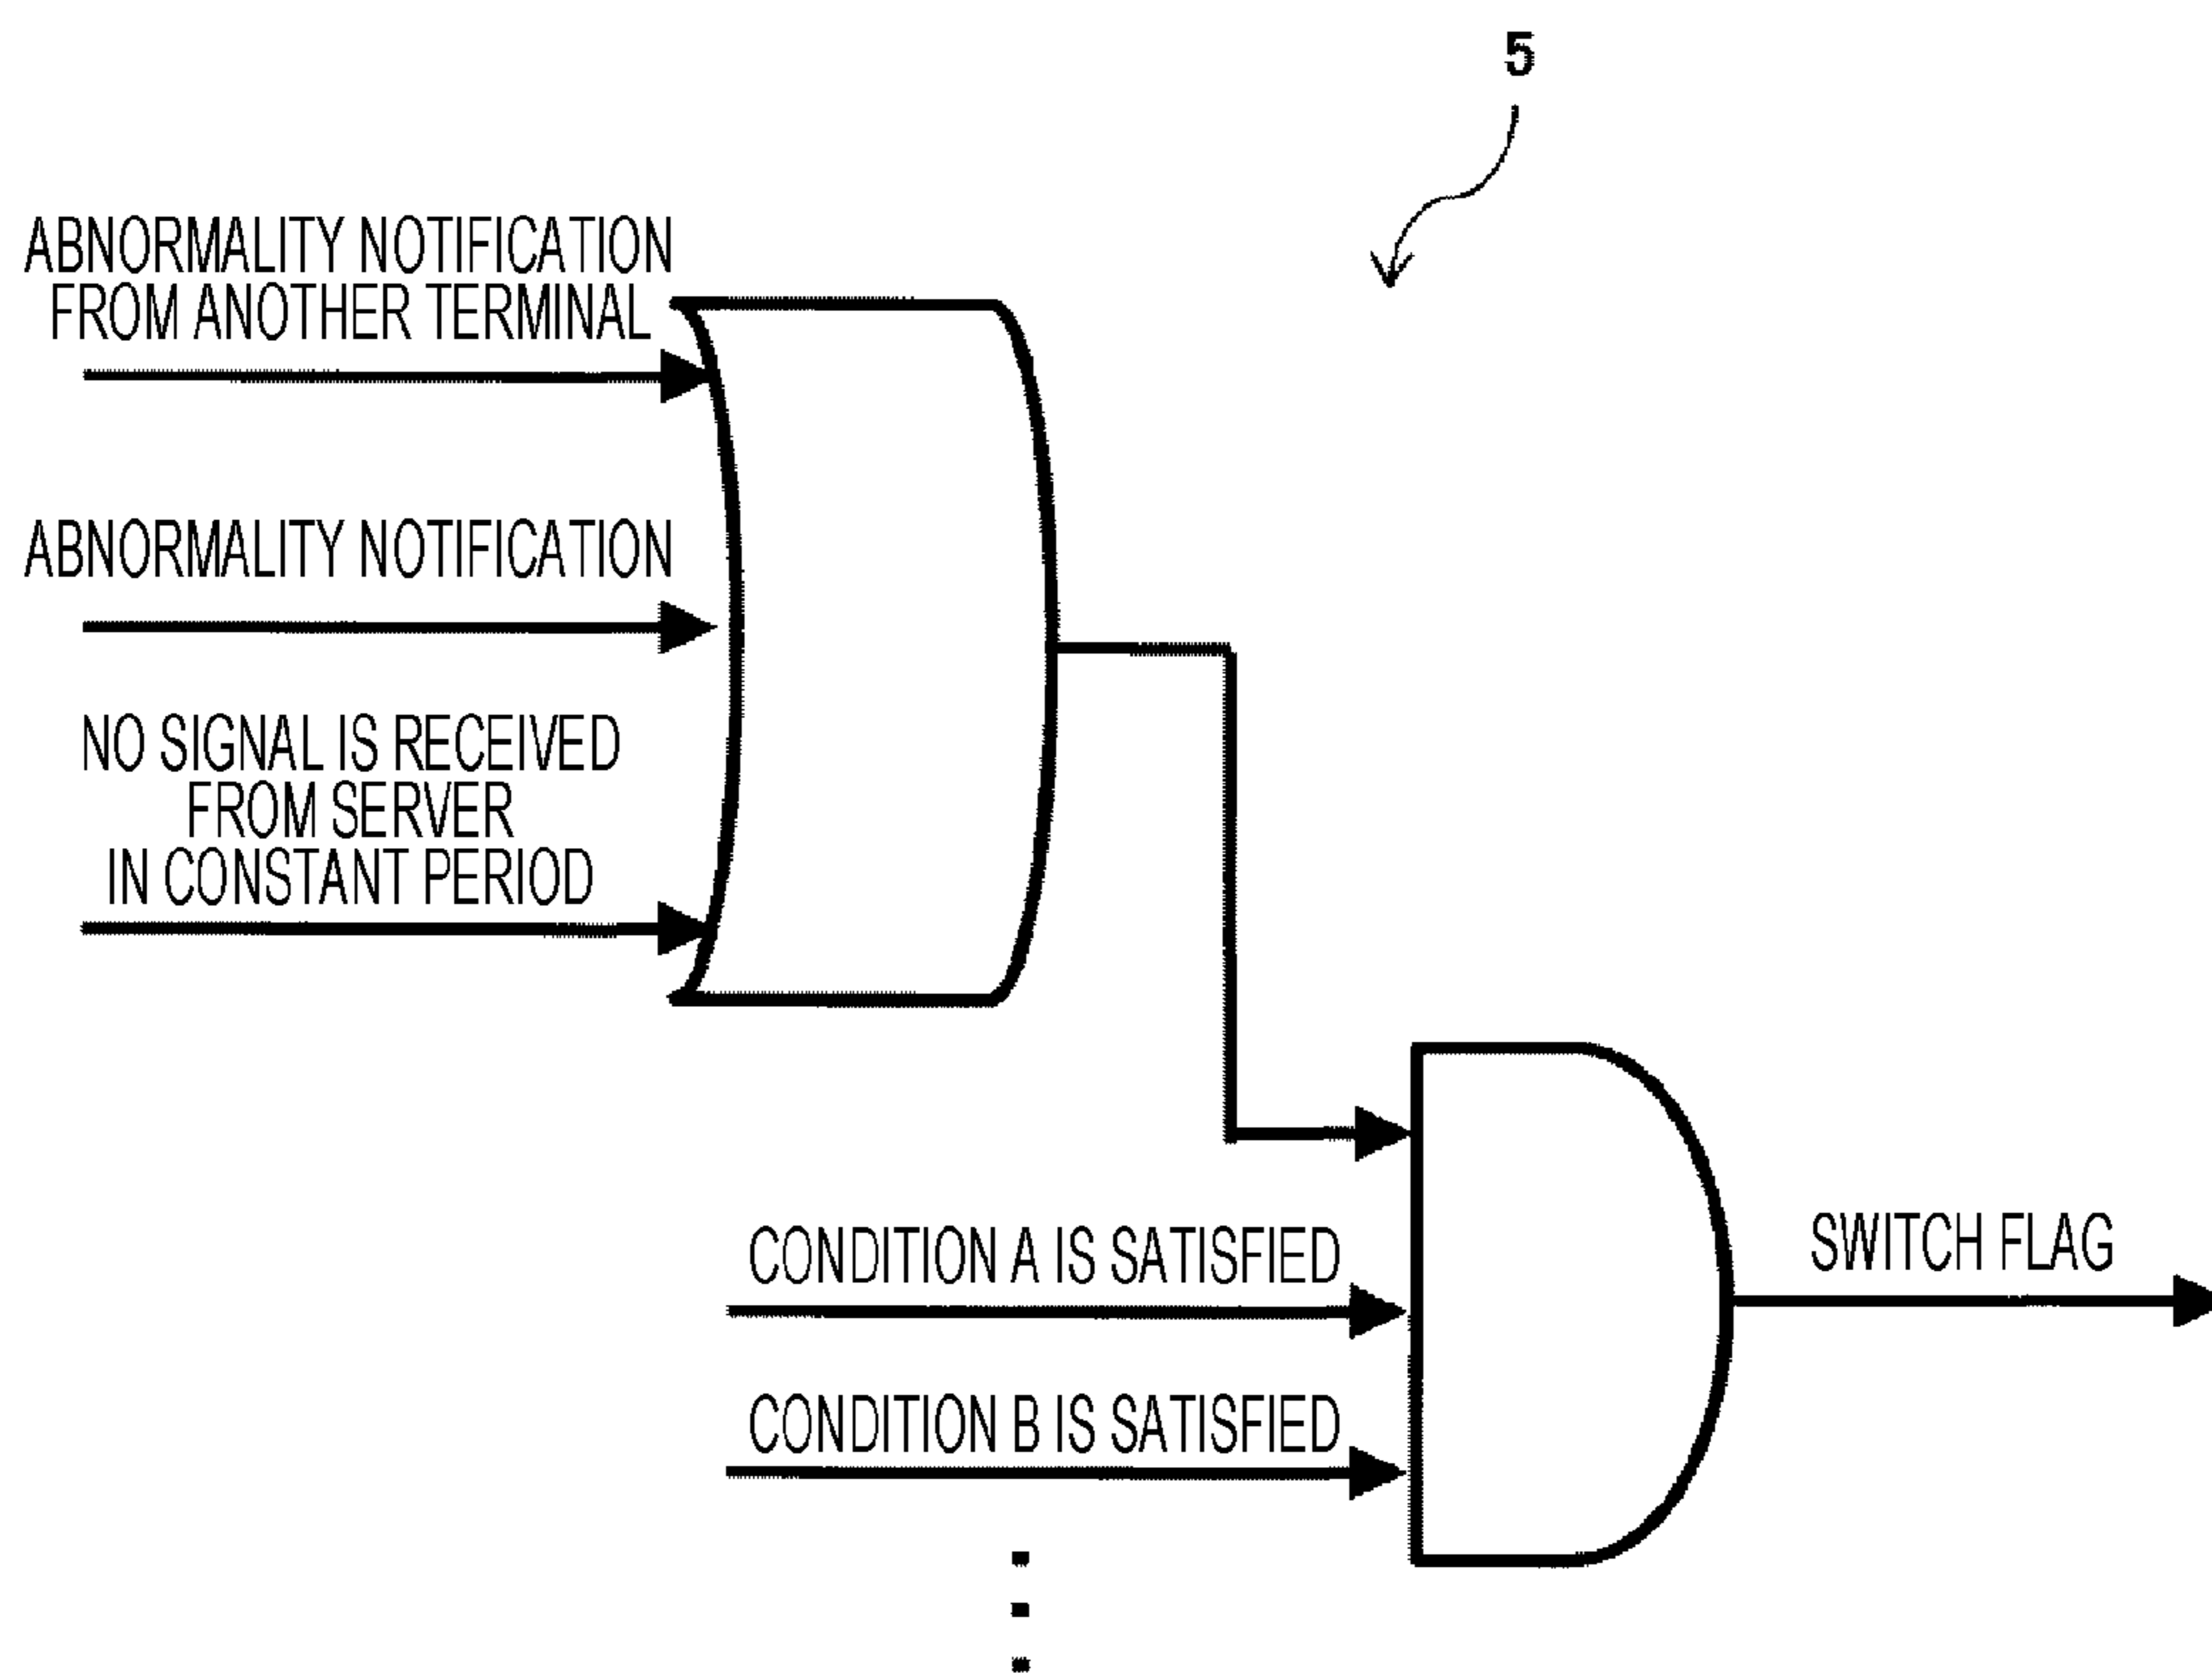 5
ABNORMALITY NOTIFICATION
FROM ANOTHER TERMINAL
ABNORMALITY NOTIFICATION
NO SIGNAL IS RECEIVED
FROM SERVER
IN CONSTANT PERIOD
CONDITION A IS SATISFIED
SWITCH FLAG
CONDITION B IS SATISFIED